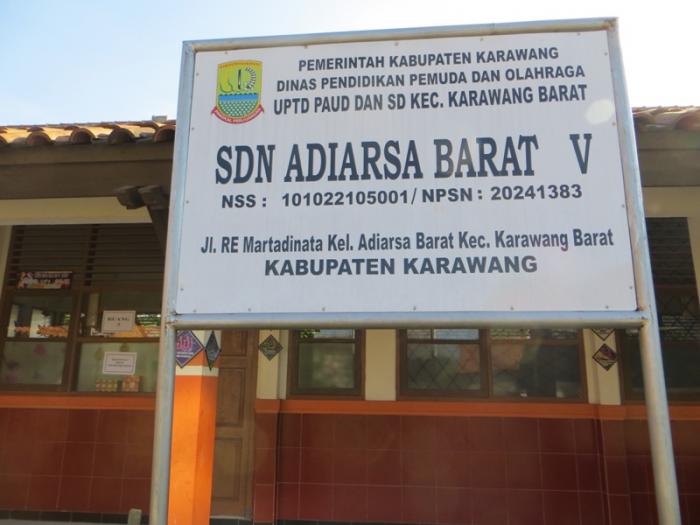 PEMERINTAH KABUPATEN KARAWANG
DINAS PENDIDIKAN PEMUDA DAN OLAHRAGA
UPTD PAUD DAN SD KEC. KARAWANG BARAT
SDN ADIARSA BARAT V
NSS : 101022105001/ NPSN : 20241383
Jl. RE Martadinata Kel. Adiarsa Barat Kec. Karawang Barat
KABUPATEN KARAWANG
RUANG